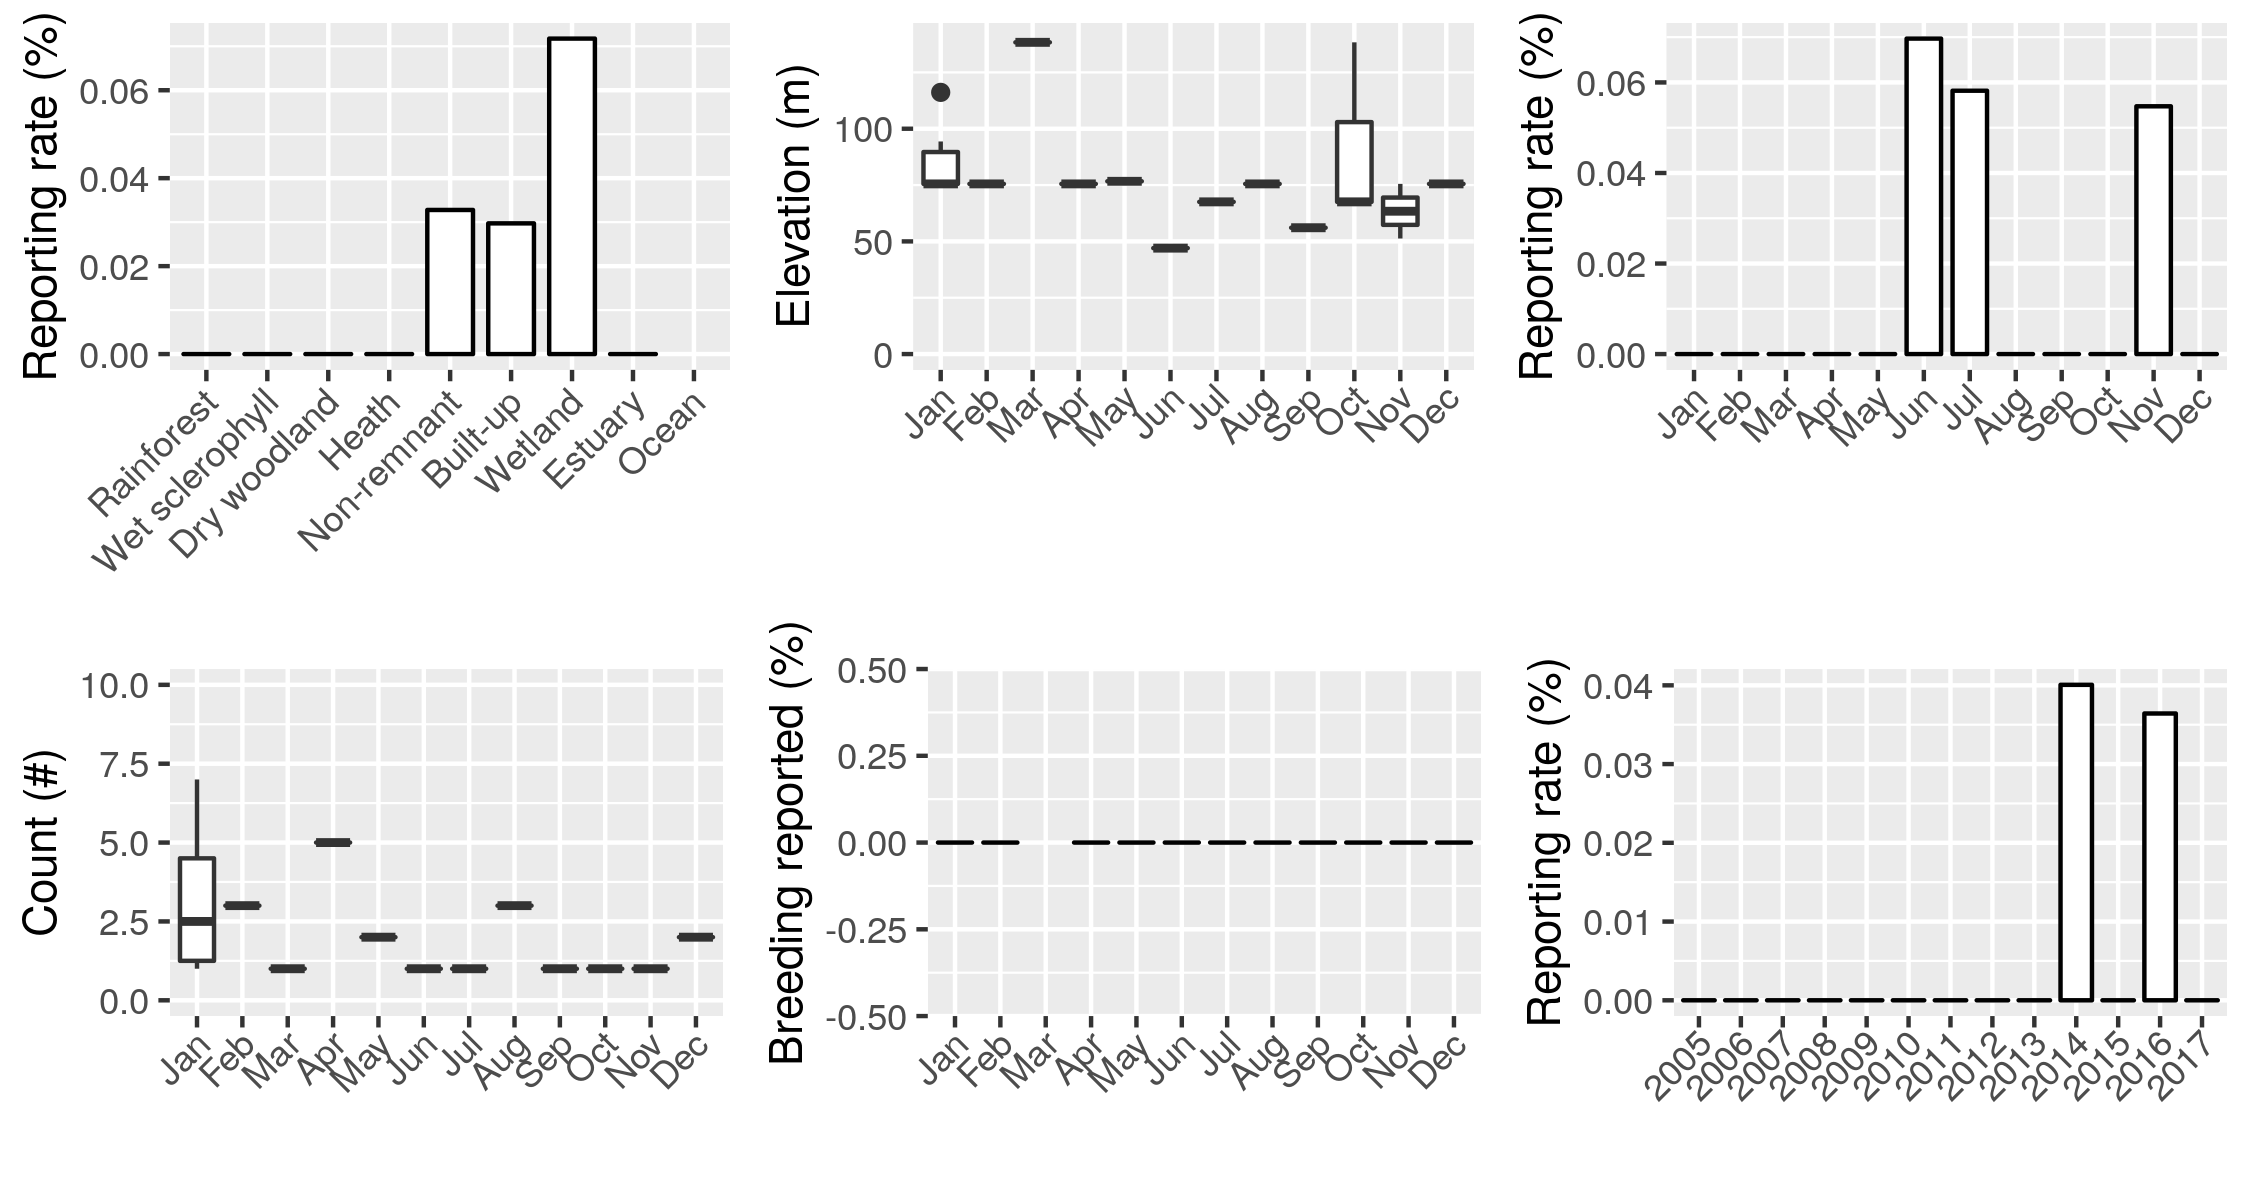 Reporting rate (%)
0.06
0.04
0.02
0.00
Rainforest
Wet sclerophyll
Dry woodland
Heath
Non-remnant
Built-up
Wetland
Estuary
Ocean
Elevation (m)
100
50
0
Jan
Feb
Mar
Apr
May
Jun
Jul
Aug
Sep
Oct
Nov
Dec
Reporting rate (%)
0.06
0.04
0.02
0.00
Jan
Feb
Mar
Apr
May
Jun
Jul
Aug
Sep
Oct
Nov
Dec
Count (#)
10.0
7.5
5.0
2.5
0.0
Jan
Feb
Mar
Apr
May
Jun
Jul
Aug
Sep
Oct
Nov
Dec
Breeding reported (%)
0.50
0.25
0.00
-0.25
-0.50
Jan
Feb
Mar
Apr
May
Jun
Jul
Aug
Sep
Oct
Nov
Dec
Reporting rate (%)
0.04
0.03
0.02
0.01
0.00
2005
2006
2007
2008
2009
2010
2011
2012
2013
2014
2015
2016
2017